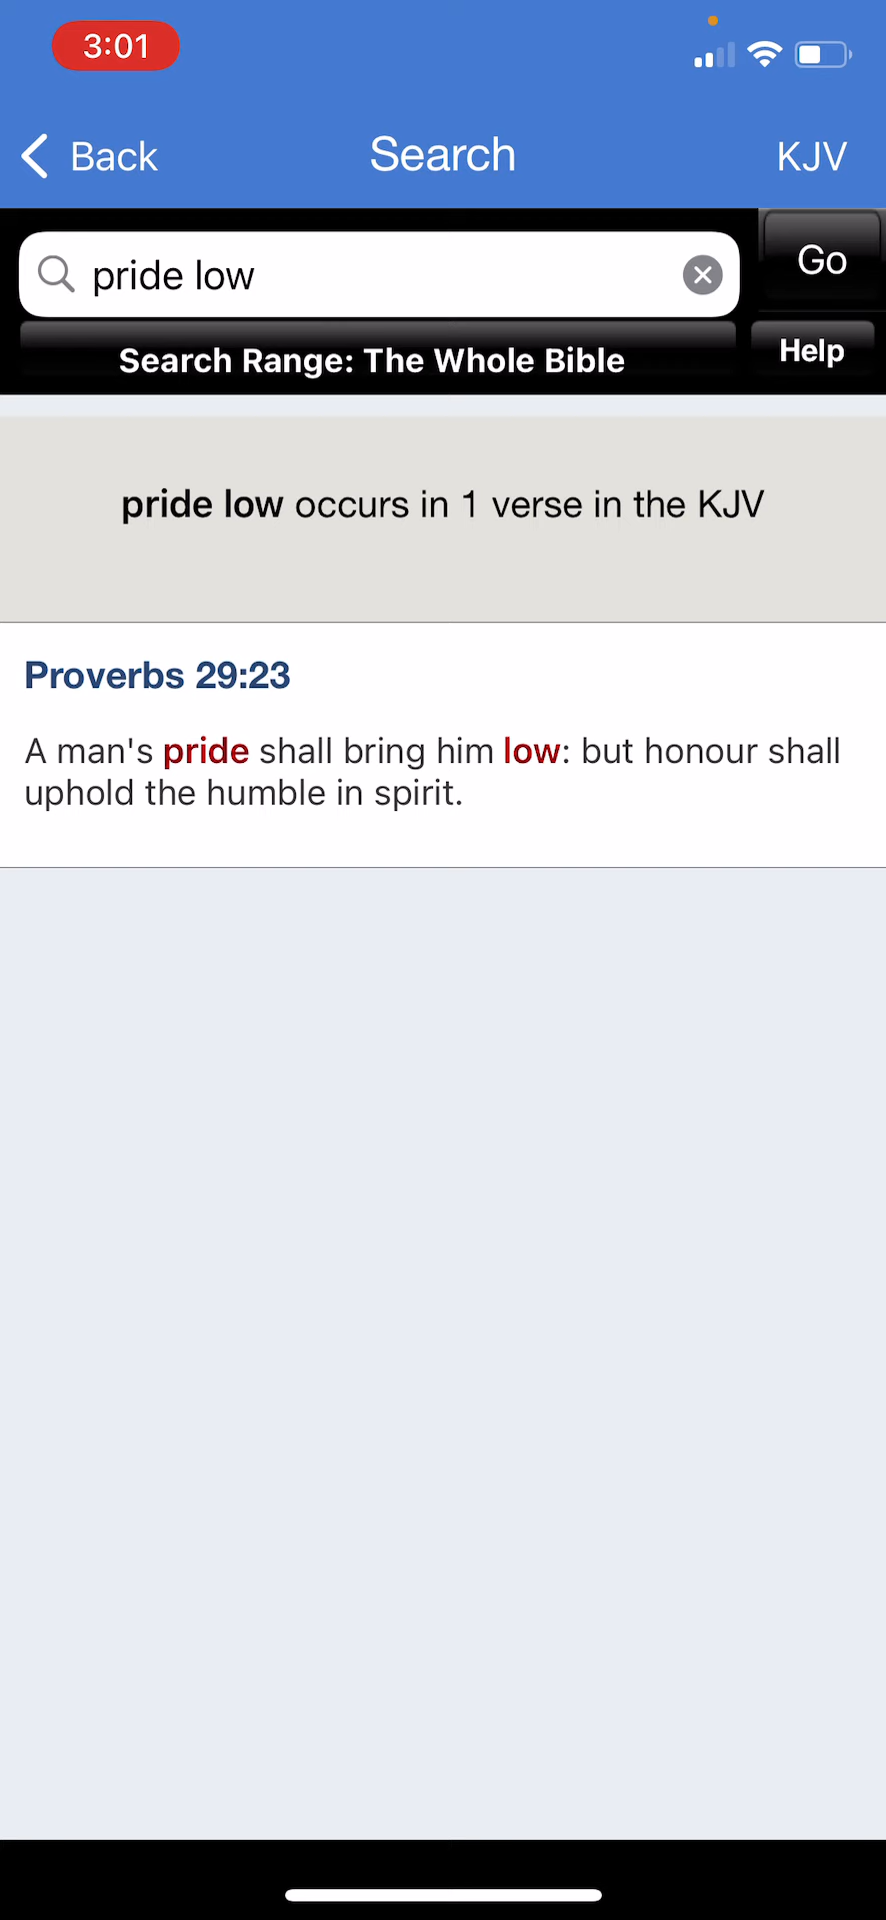 3:01
Back Search KJV
pride low Go
Search Range: The Whole Bible Help
pride low occurs in 1 verse in the KJV
Proverbs 29:23
A man's pride shall bring him low: but honour shall
uphold the humble in spirit.